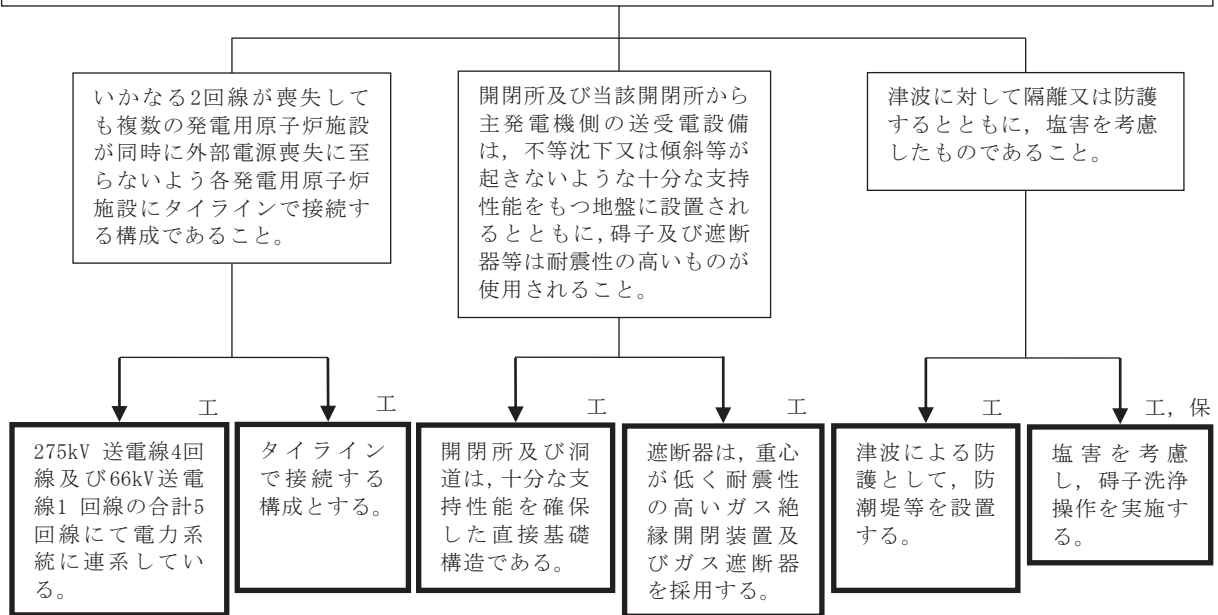 いかなる2回線が喪失して
も複数の発電用原子炉施設
が同時に外部電源喪失に至
らないよう各発電用原子炉
施設にタイラインで接続す
る構成であること。
開閉所及び当該開閉所から
主発電機側の送受電設備
は，不等沈下又は傾斜等が
起きないような十分な支持
性能をもつ地盤に設置され
るとともに，碍子及び遮断
器等は耐震性の高いものが
使用されること。
津波に対して隔離又は防護
するとともに，塩害を考慮
したものであること。
工
275kV 送電線4回
線及び66kV送電
線1 回線の合計5
回線にて電力系
統に連系してい
る。
工
タイライン
で接続する
構成とする。
工
開閉所及び洞
道は，十分な支
持性能を確保
した直接基礎
構造である。
工
遮断器は，重心
が低く耐震性
の高いガス絶
縁開閉装置及
びガス遮断器
を採用する。
工
津波による防
護として，防
潮堤等を設置
する。
工，保
塩害を考慮
し，碍子洗浄
操作を実施す
る。